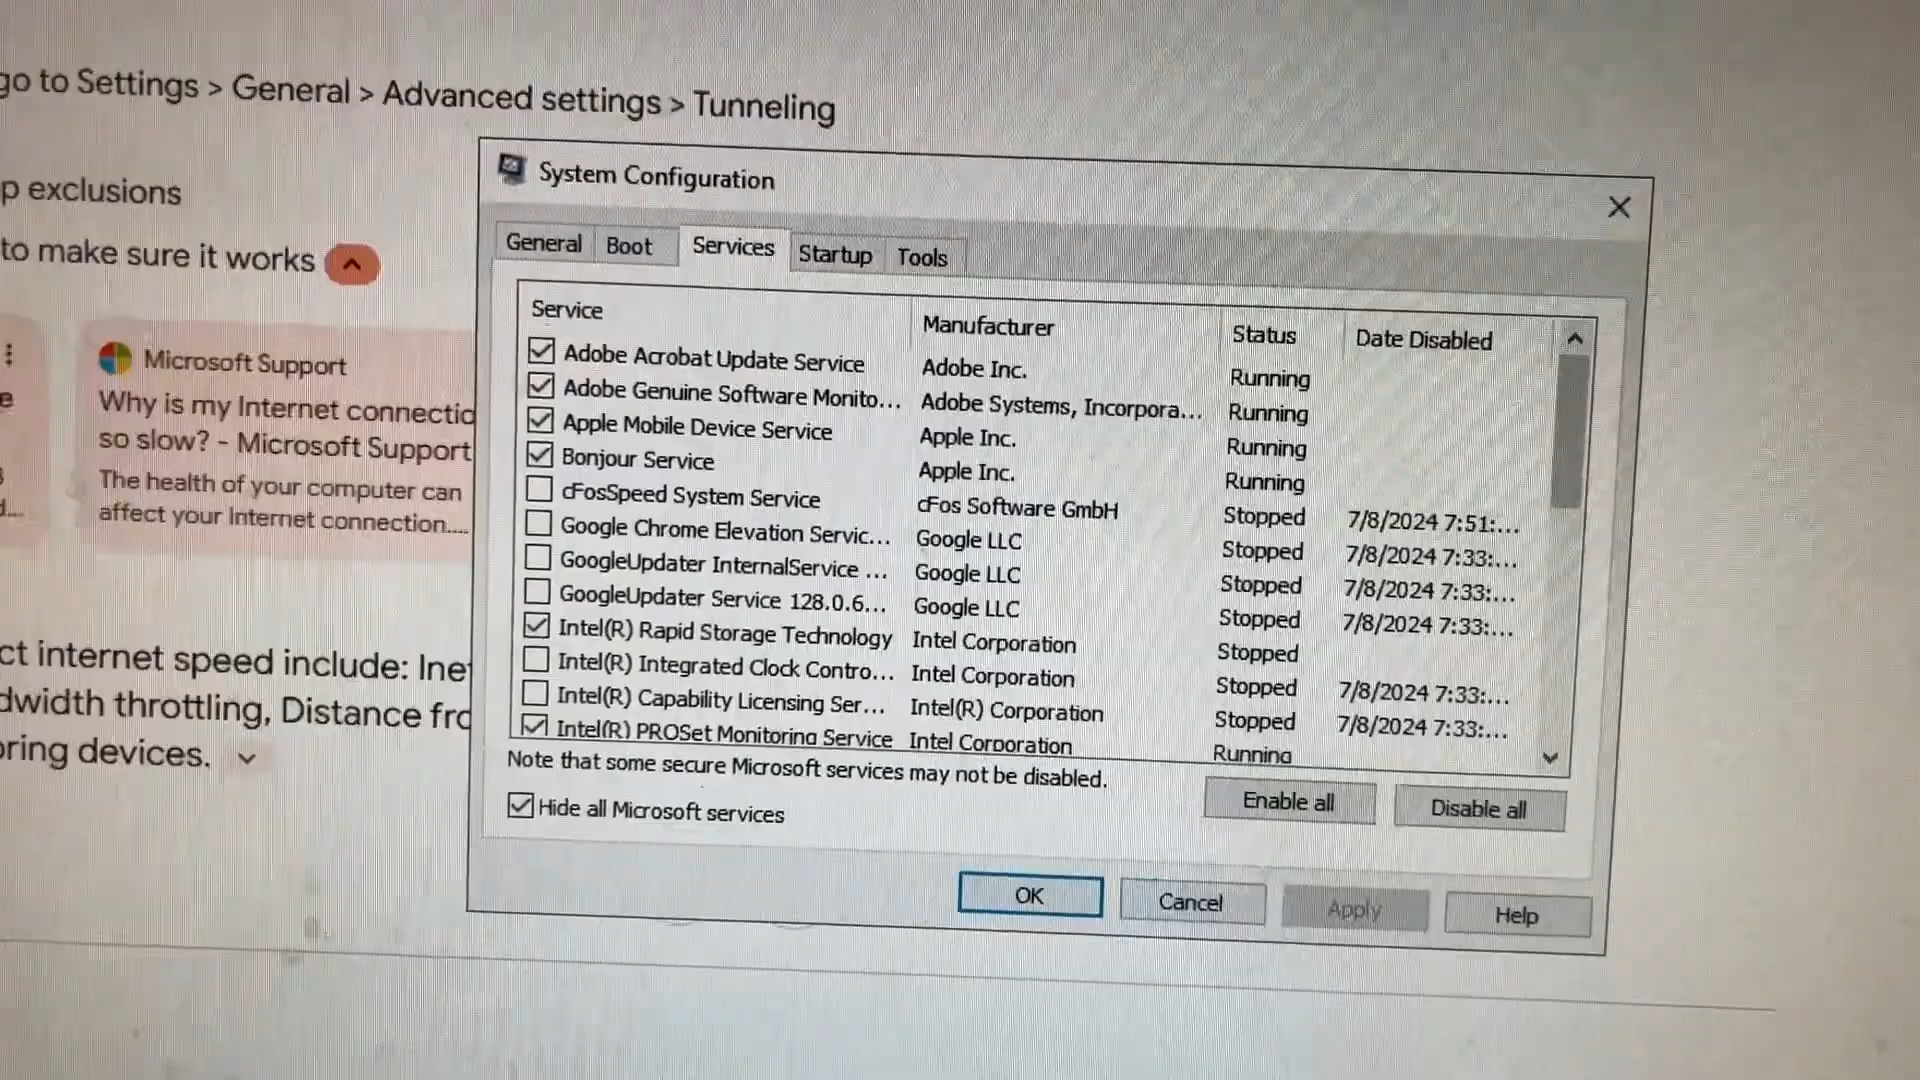 go to Settings > General > Advanced settings > Tunneling
p exclusions
to make sure it works
Microsoft Support
Why is my Internet connectio
so slow? - Microsoft Support
The health of your computer can
affect your Internet connection....
ct internet speed include: Ine
dwidth throttling, Distance fro
oring devices.
System Configuration
General Boot Services Startup Tools
Service Manufacturer Status Date Disabled
Adobe Acrobat Update Service Adobe Inc. Running
Adobe Genuine Software Monito... Adobe Systems, Incorpora... Running
Apple Mobile Device Service Apple Inc. Running
Bonjour Service Apple Inc. Running
cFosSpeed System Service cFos Software GmbH Stopped 7/8/2024 7:51:...
Google Chrome Elevation Servic... Google LLC Stopped 7/8/2024 7:33:...
GoogleUpdater InternalService ... Google LLC Stopped 7/8/2024 7:33:...
GoogleUpdater Service 128.0.6... Google LLC Stopped 7/8/2024 7:33:...
Intel(R) Rapid Storage Technology Intel Corporation Stopped
Intel(R) Integrated Clock Contro... Intel Corporation Stopped 7/8/2024 7:33:...
Intel(R) Capability Licensing Ser... Intel(R) Corporation Stopped 7/8/2024 7:33:...
Intel(R) PROSet Monitoring Service Intel Corporation Running
Note that some secure Microsoft services may not be disabled.
Enable all Disable all
Hide all Microsoft services
OK Cancel Apply Help